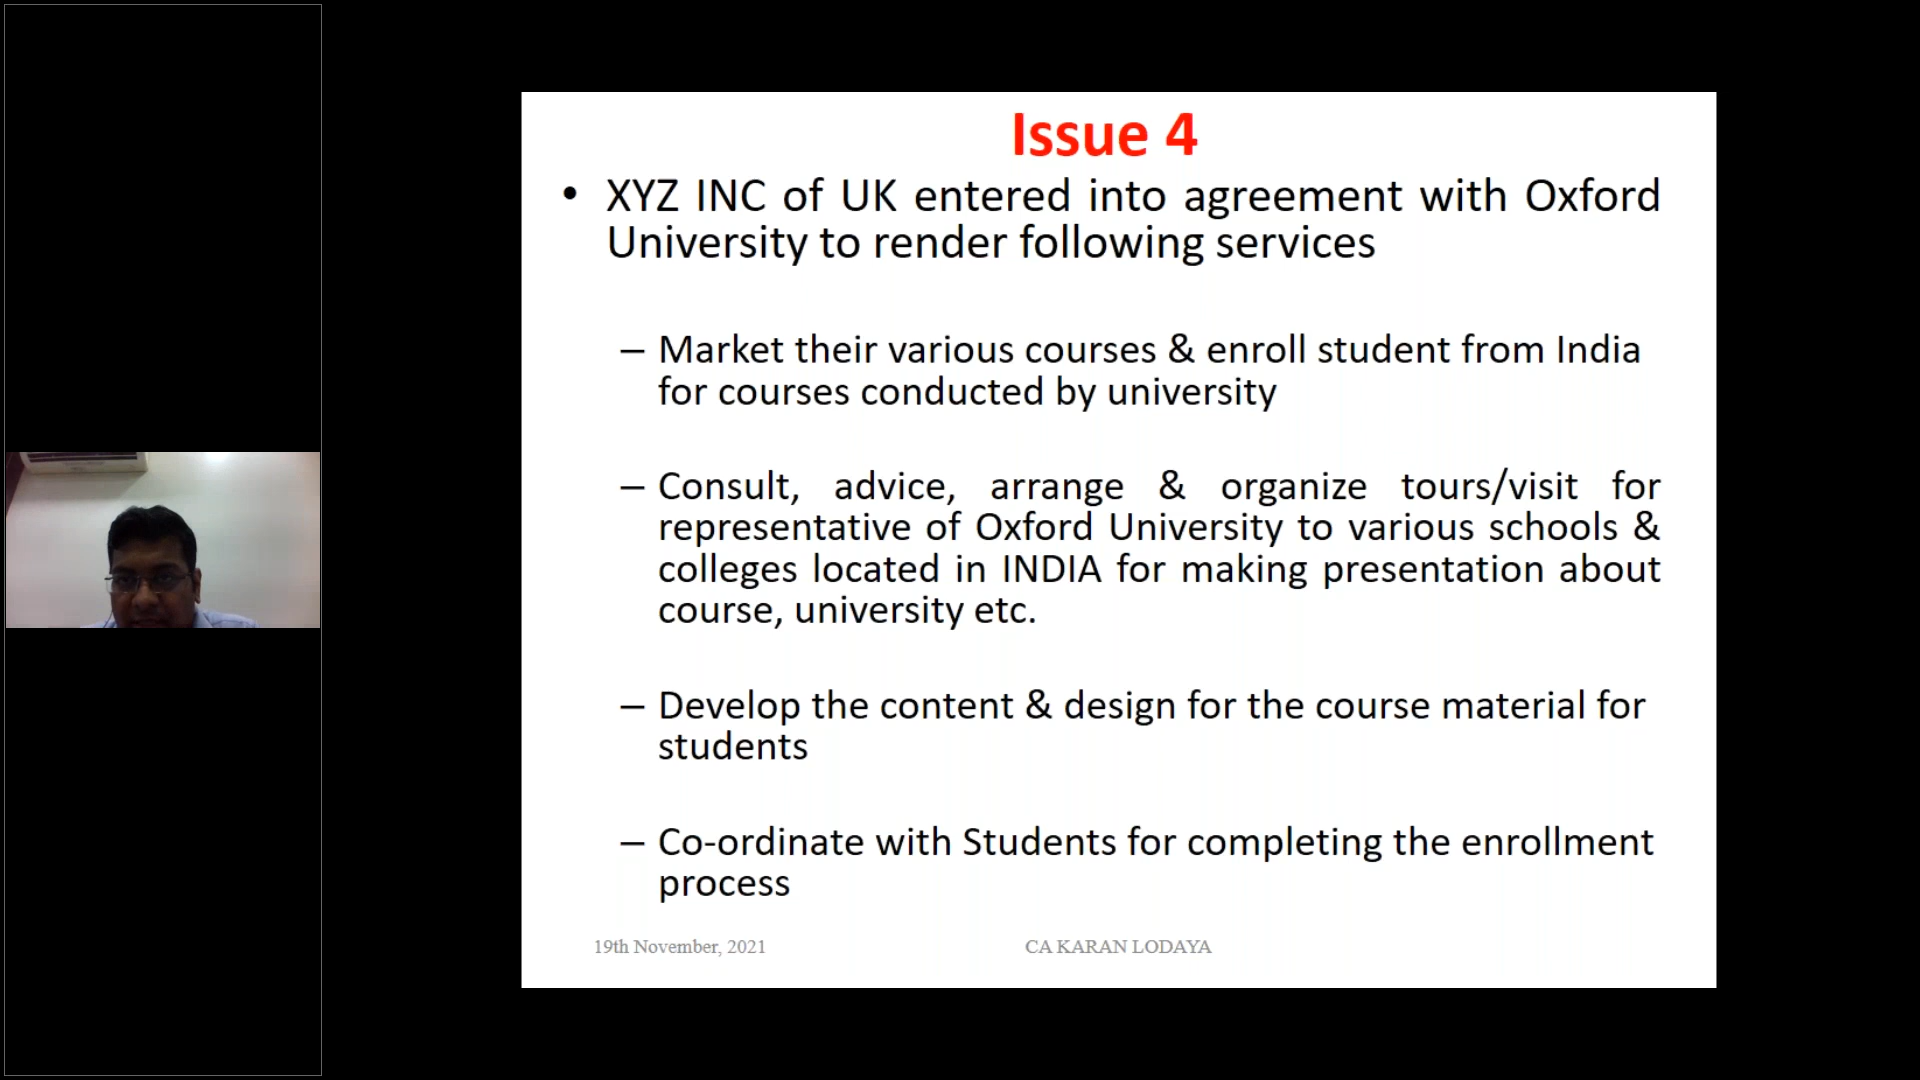 Issue 4
• XYZ INC of UK entered into agreement with Oxford
University to render following services
– Market their various courses & enroll student from India
for courses conducted by university
– Consult, advice, arrange & organize tours/visit for
representative of Oxford University to various schools &
colleges located in INDIA for making presentation about
course, university etc.
– Develop the content & design for the course material for
students
– Co-ordinate with Students for completing the enrollment
process
19th November, 2021
CA KARAN LODAYA